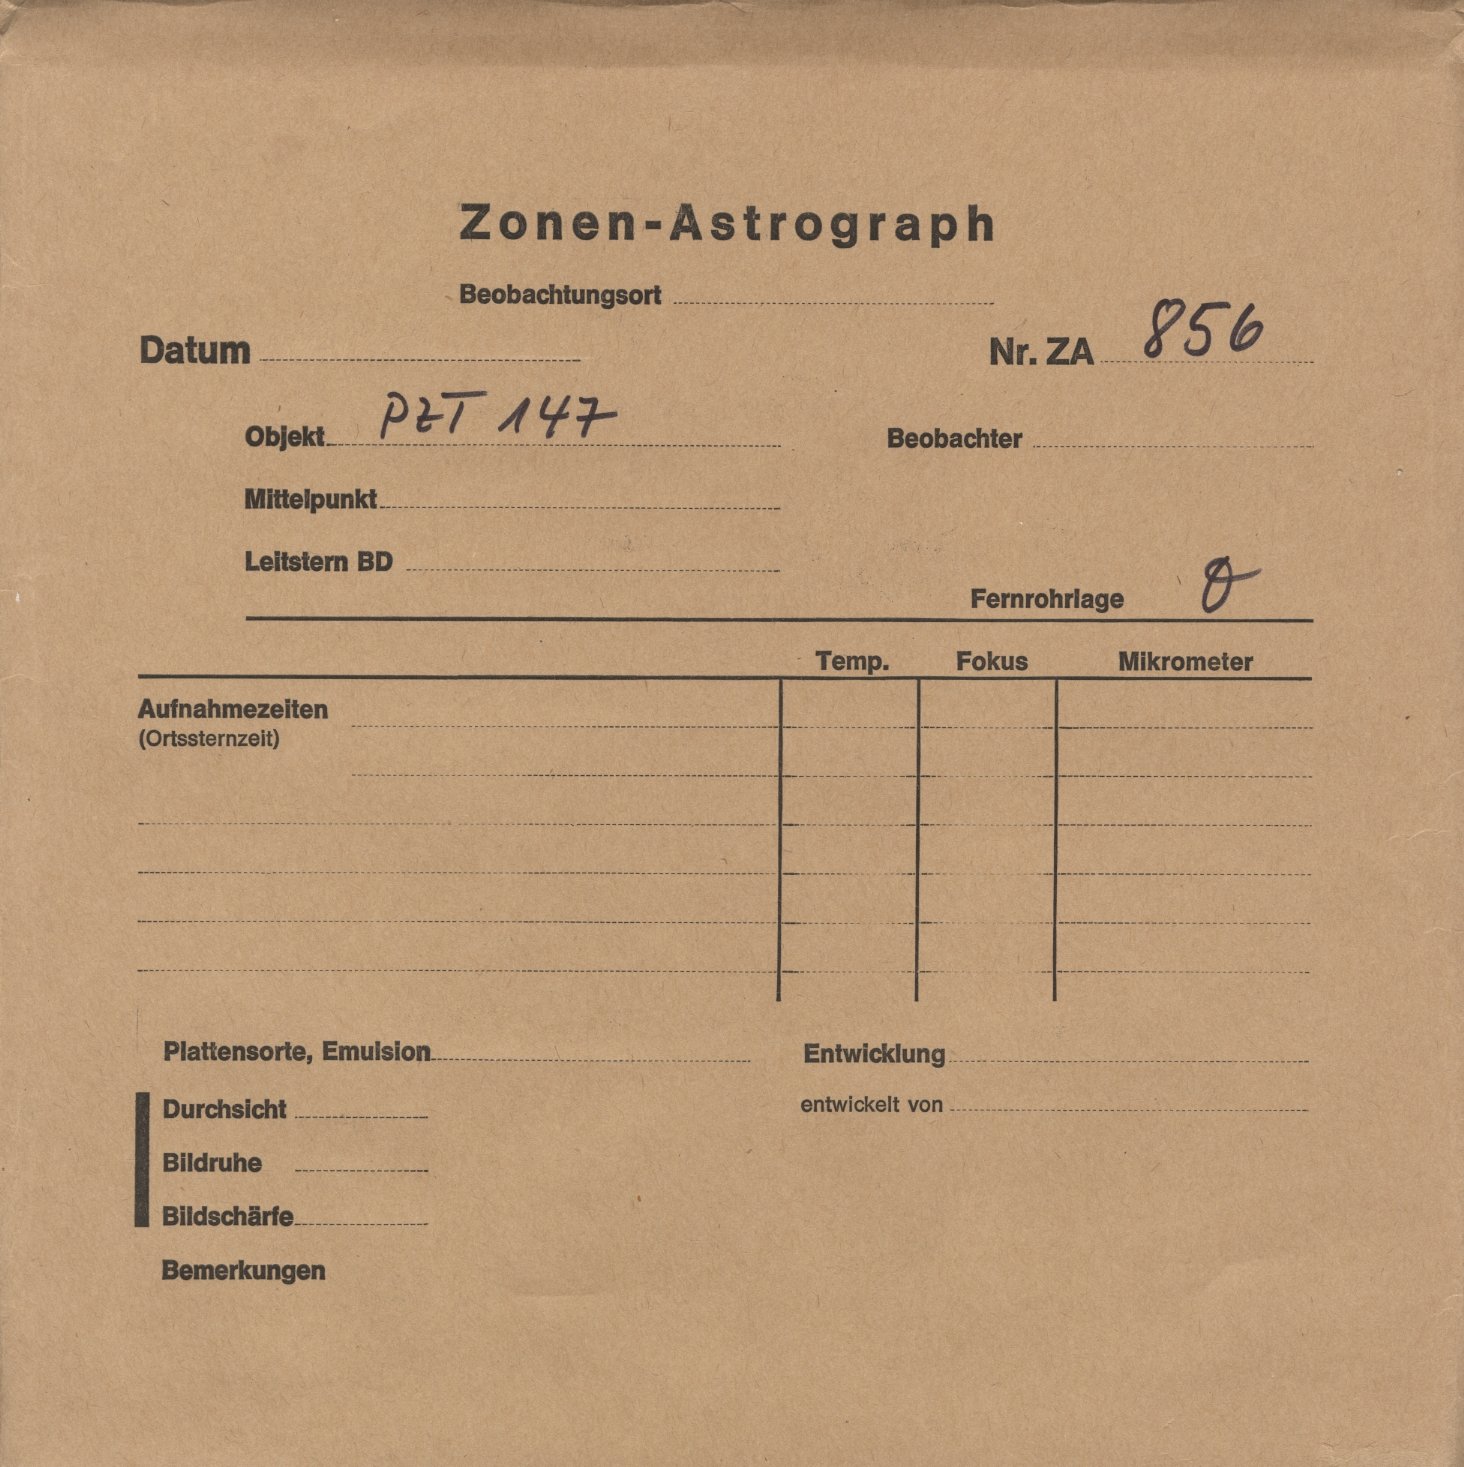 Zonen-Astrograph
Beobachtungsort
Datum
Nr. ZA 856
Objekt PZT 147
Beobachter
Mittelpunkt
Leitstern BD
Fernrohrlage O
Temp. Fokus Mikrometer
Aufnahmezeiten
(Ortssternzeit)
Plattensorte, Emulsion
Entwicklung
Durchsicht
entwickelt von
Bildruhe
Bildschärfe
Bemerkungen